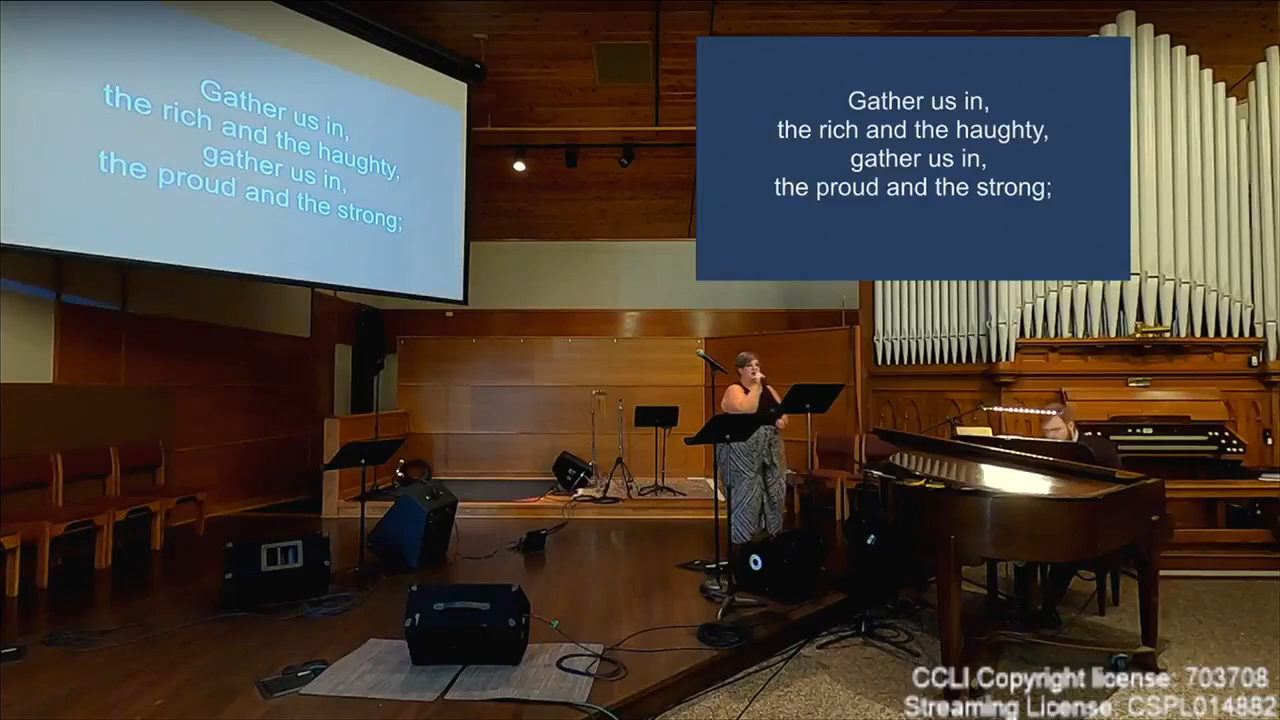 Gather us in,
the rich and the haughty,
gather us in,
the proud and the strong;
Gather us in,
the rich and the haughty,
gather us in,
the proud and the strong;
CCLI Copyright license: 703708
Streaming License: CSPL014882